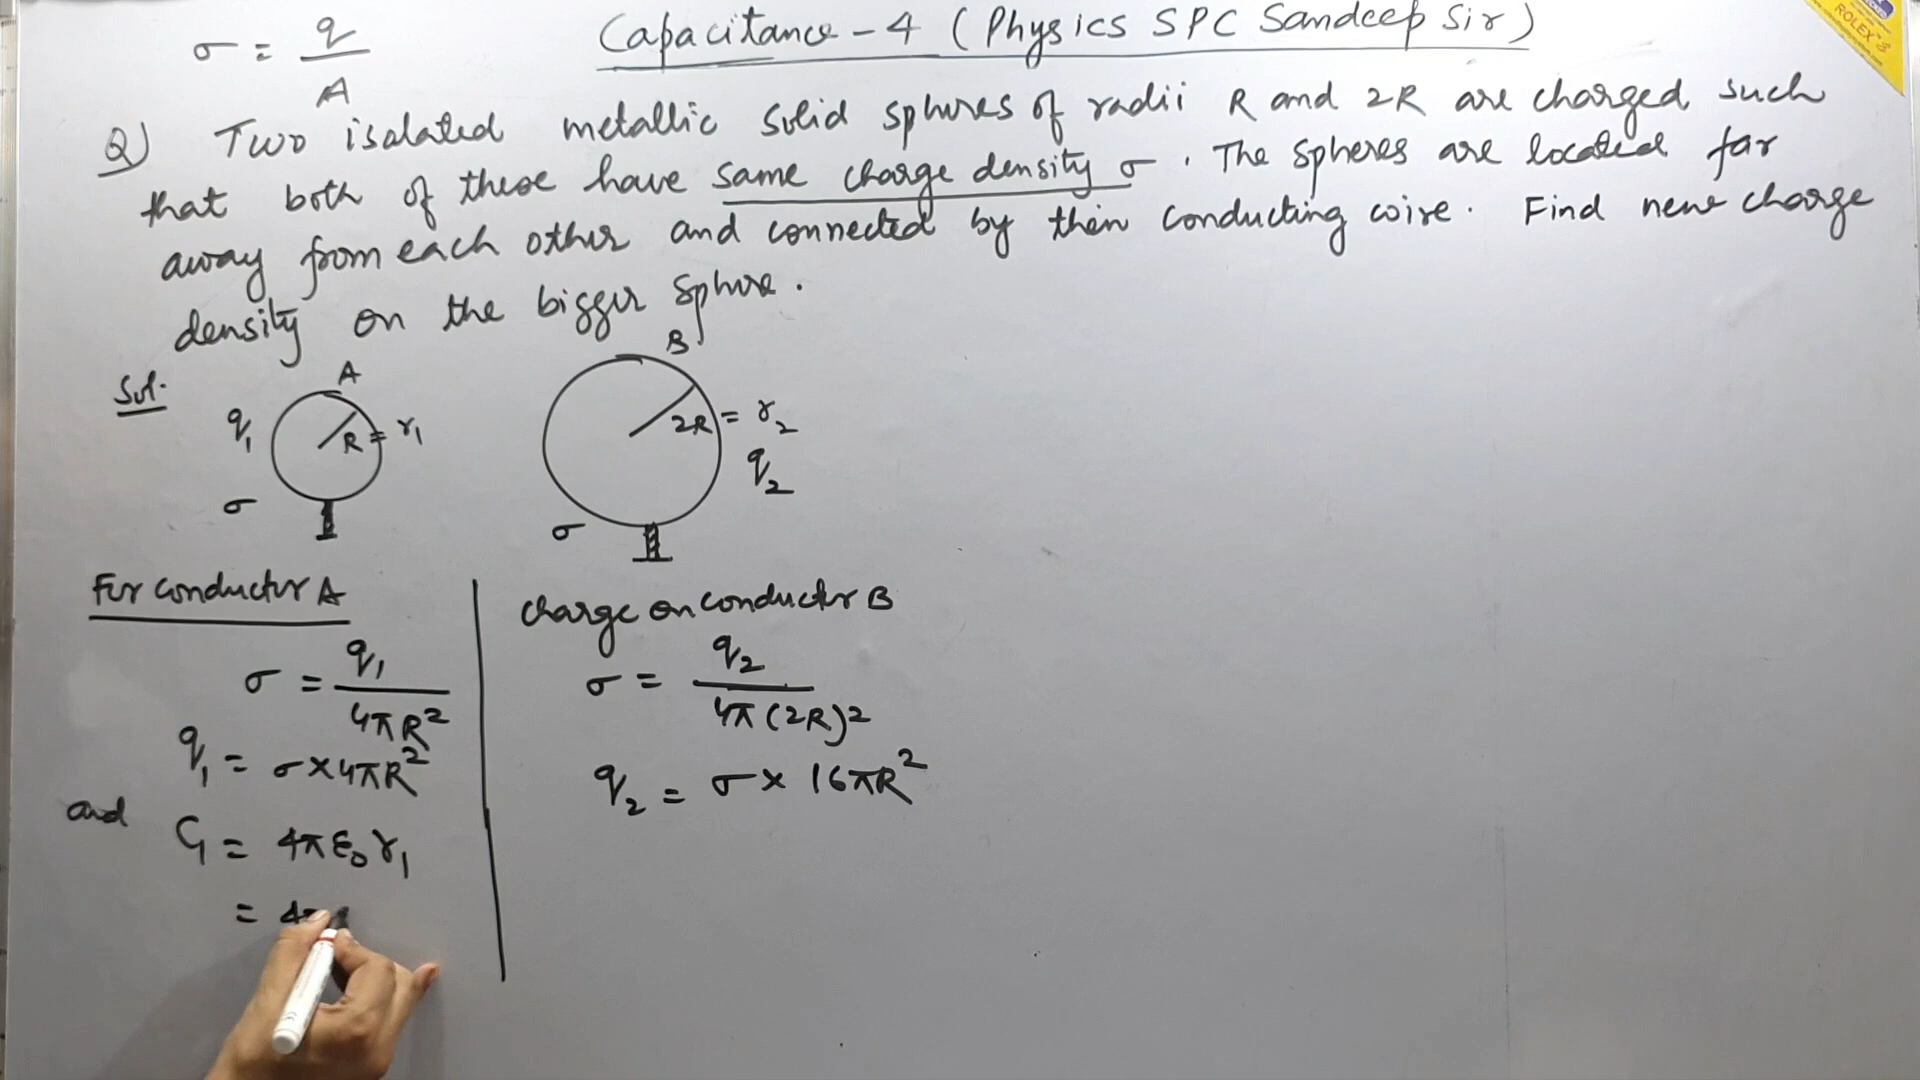 σ = q/A
Capacitance - 4 (Physics SPC Sandeep Sir)
ROLEX
Q) Two isolated metallic solid spheres of radii R and 2R are charged such
that both of these have same charge density σ. The spheres are located far
away from each other and connected by thin conducting wire. Find new charge
density on the bigger sphere.
Sol.
A
q₁
R = r₁
σ
B
2R = r₂
q₂
σ
For conductor A
σ = q₁/4πR²
q₁ = σ×4πR²
and C₁ = 4πε₀r₁
= 4π
Charge on conductor B
σ = q₂/4π(2R)²
q₂ = σ× 16πR²